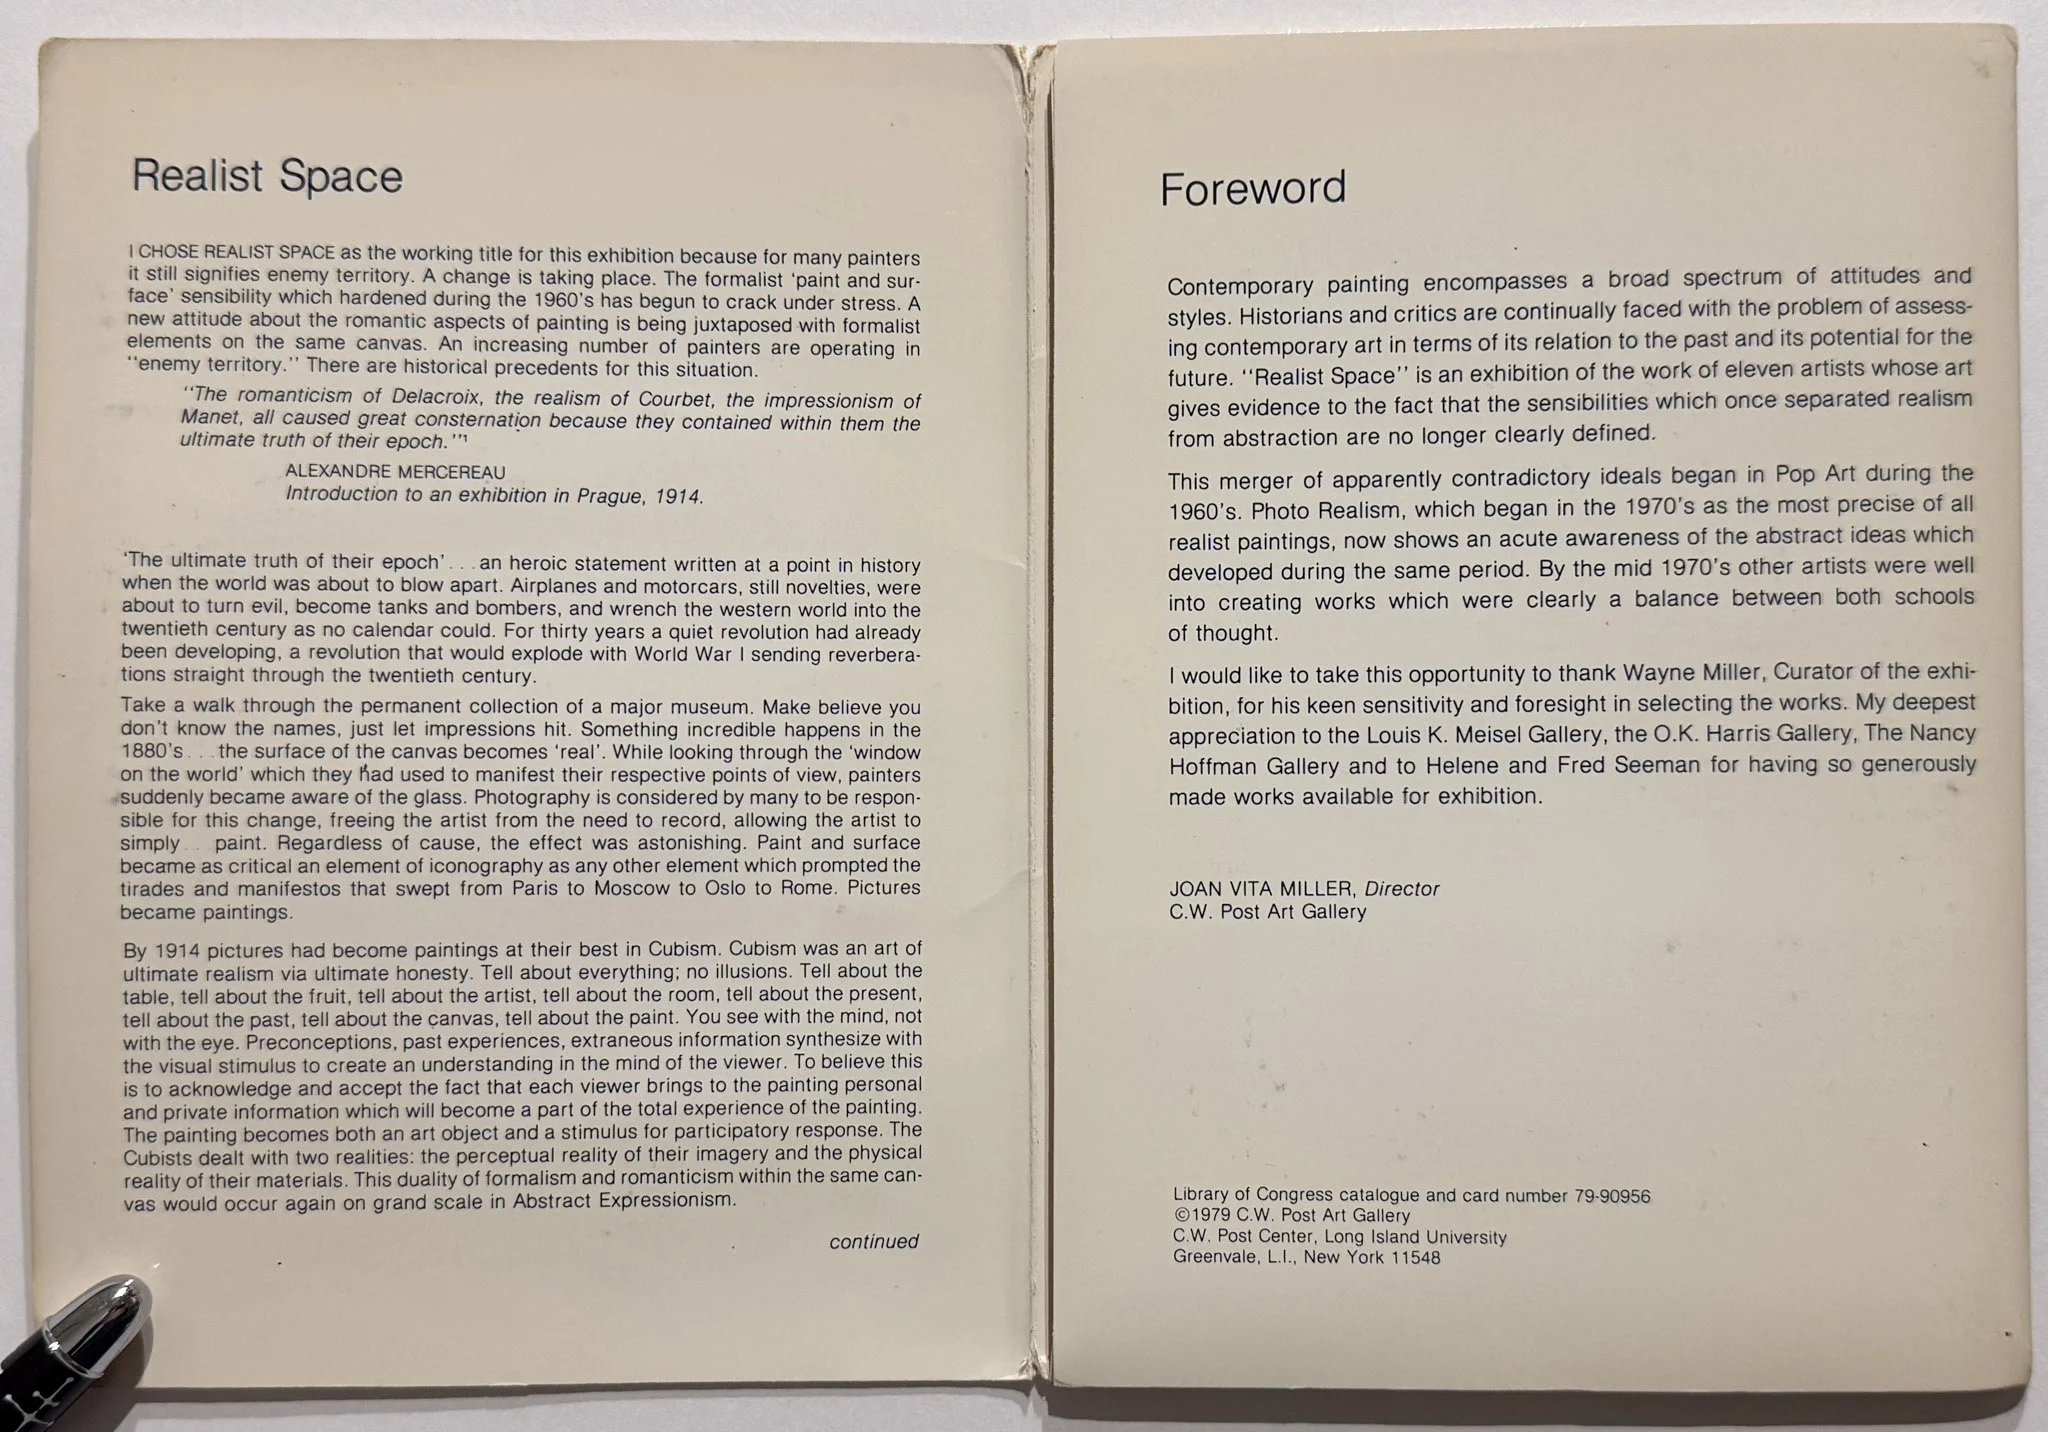 Realist Space
I CHOSE REALIST SPACE as the working title for this exhibition because for many painters
it still signifies enemy territory. A change is taking place. The formalist ‘paint and sur-
face’ sensibility which hardened during the 1960’s has begun to crack under stress. A
new attitude about the romantic aspects of painting is being juxtaposed with formalist
elements on the same canvas. An increasing number of painters are operating in
‘‘enemy territory.’’ There are historical precedents for this situation.
‘‘The romanticism of Delacroix, the realism of Courbet, the impressionism of
Manet, all caused great consternation because they contained within them the
ultimate truth of their epoch.’’¹
ALEXANDRE MERCEREAU
Introduction to an exhibition in Prague, 1914.
‘The ultimate truth of their epoch’ . . . an heroic statement written at a point in history
when the world was about to blow apart. Airplanes and motorcars, still novelties, were
about to turn evil, become tanks and bombers, and wrench the western world into the
twentieth century as no calendar could. For thirty years a quiet revolution had already
been developing, a revolution that would explode with World War I sending reverbera-
tions straight through the twentieth century.
Take a walk through the permanent collection of a major museum. Make believe you
don’t know the names, just let impressions hit. Something incredible happens in the
1880’s . . . the surface of the canvas becomes ‘real’. While looking through the ‘window
on the world’ which they had used to manifest their respective points of view, painters
suddenly became aware of the glass. Photography is considered by many to be respon-
sible for this change, freeing the artist from the need to record, allowing the artist to
simply . . paint. Regardless of cause, the effect was astonishing. Paint and surface
became as critical an element of iconography as any other element which prompted the
tirades and manifestos that swept from Paris to Moscow to Oslo to Rome. Pictures
became paintings.
By 1914 pictures had become paintings at their best in Cubism. Cubism was an art of
ultimate realism via ultimate honesty. Tell about everything; no illusions. Tell about the
table, tell about the fruit, tell about the artist, tell about the room, tell about the present,
tell about the past, tell about the canvas, tell about the paint. You see with the mind, not
with the eye. Preconceptions, past experiences, extraneous information synthesize with
the visual stimulus to create an understanding in the mind of the viewer. To believe this
is to acknowledge and accept the fact that each viewer brings to the painting personal
and private information which will become a part of the total experience of the painting.
The painting becomes both an art object and a stimulus for participatory response. The
Cubists dealt with two realities: the perceptual reality of their imagery and the physical
reality of their materials. This duality of formalism and romanticism within the same can-
vas would occur again on grand scale in Abstract Expressionism.
continued
Foreword
Contemporary painting encompasses a broad spectrum of attitudes and
styles. Historians and critics are continually faced with the problem of assess-
ing contemporary art in terms of its relation to the past and its potential for the
future. ‘‘Realist Space’’ is an exhibition of the work of eleven artists whose art
gives evidence to the fact that the sensibilities which once separated realism
from abstraction are no longer clearly defined.
This merger of apparently contradictory ideals began in Pop Art during the
1960’s. Photo Realism, which began in the 1970’s as the most precise of all
realist paintings, now shows an acute awareness of the abstract ideas which
developed during the same period. By the mid 1970’s other artists were well
into creating works which were clearly a balance between both schools
of thought.
I would like to take this opportunity to thank Wayne Miller, Curator of the exhi-
bition, for his keen sensitivity and foresight in selecting the works. My deepest
appreciation to the Louis K. Meisel Gallery, the O.K. Harris Gallery, The Nancy
Hoffman Gallery and to Helene and Fred Seeman for having so generously
made works available for exhibition.
JOAN VITA MILLER, Director
C.W. Post Art Gallery
Library of Congress catalogue and card number 79-90956
©1979 C.W. Post Art Gallery
C.W. Post Center, Long Island University
Greenvale, L.I., New York 11548